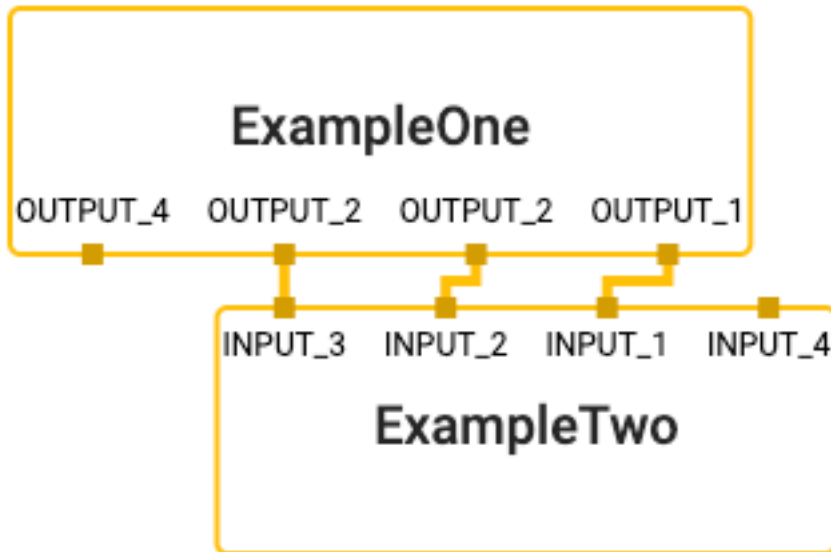 ExampleOne
OUTPUT_4 OUTPUT_2 OUTPUT_2 OUTPUT_1
INPUT_3 INPUT_2 INPUT_1 INPUT_4
ExampleTwo